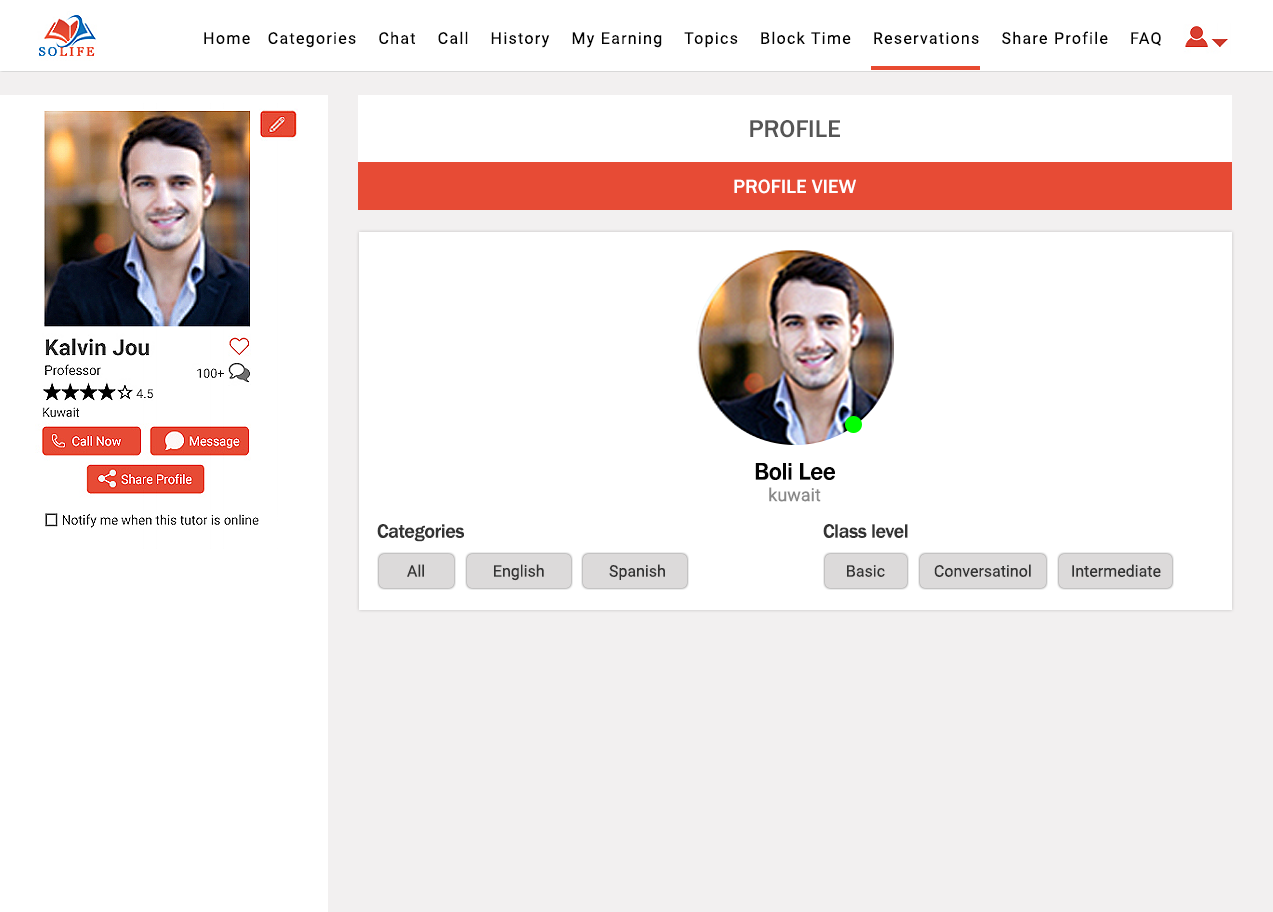 SOLIFE
Home Categories Chat Call History My Earning Topics Block Time Reservations Share Profile FAQ
Kalvin Jou
Professor
100+
4.5
Kuwait
Call Now
Message
Share Profile
Notify me when this tutor is online
PROFILE
PROFILE VIEW
Boli Lee
kuwait
Categories
All English Spanish
Class level
Basic Conversatinol Intermediate